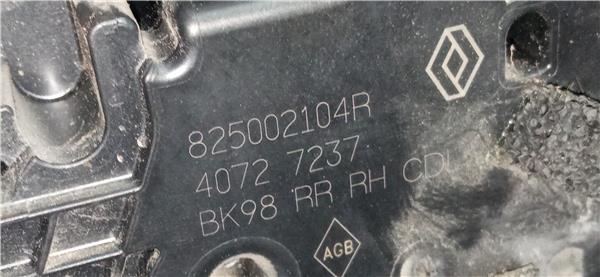 825002104R
4072 7237
BK98 RR RH CDL
AGB